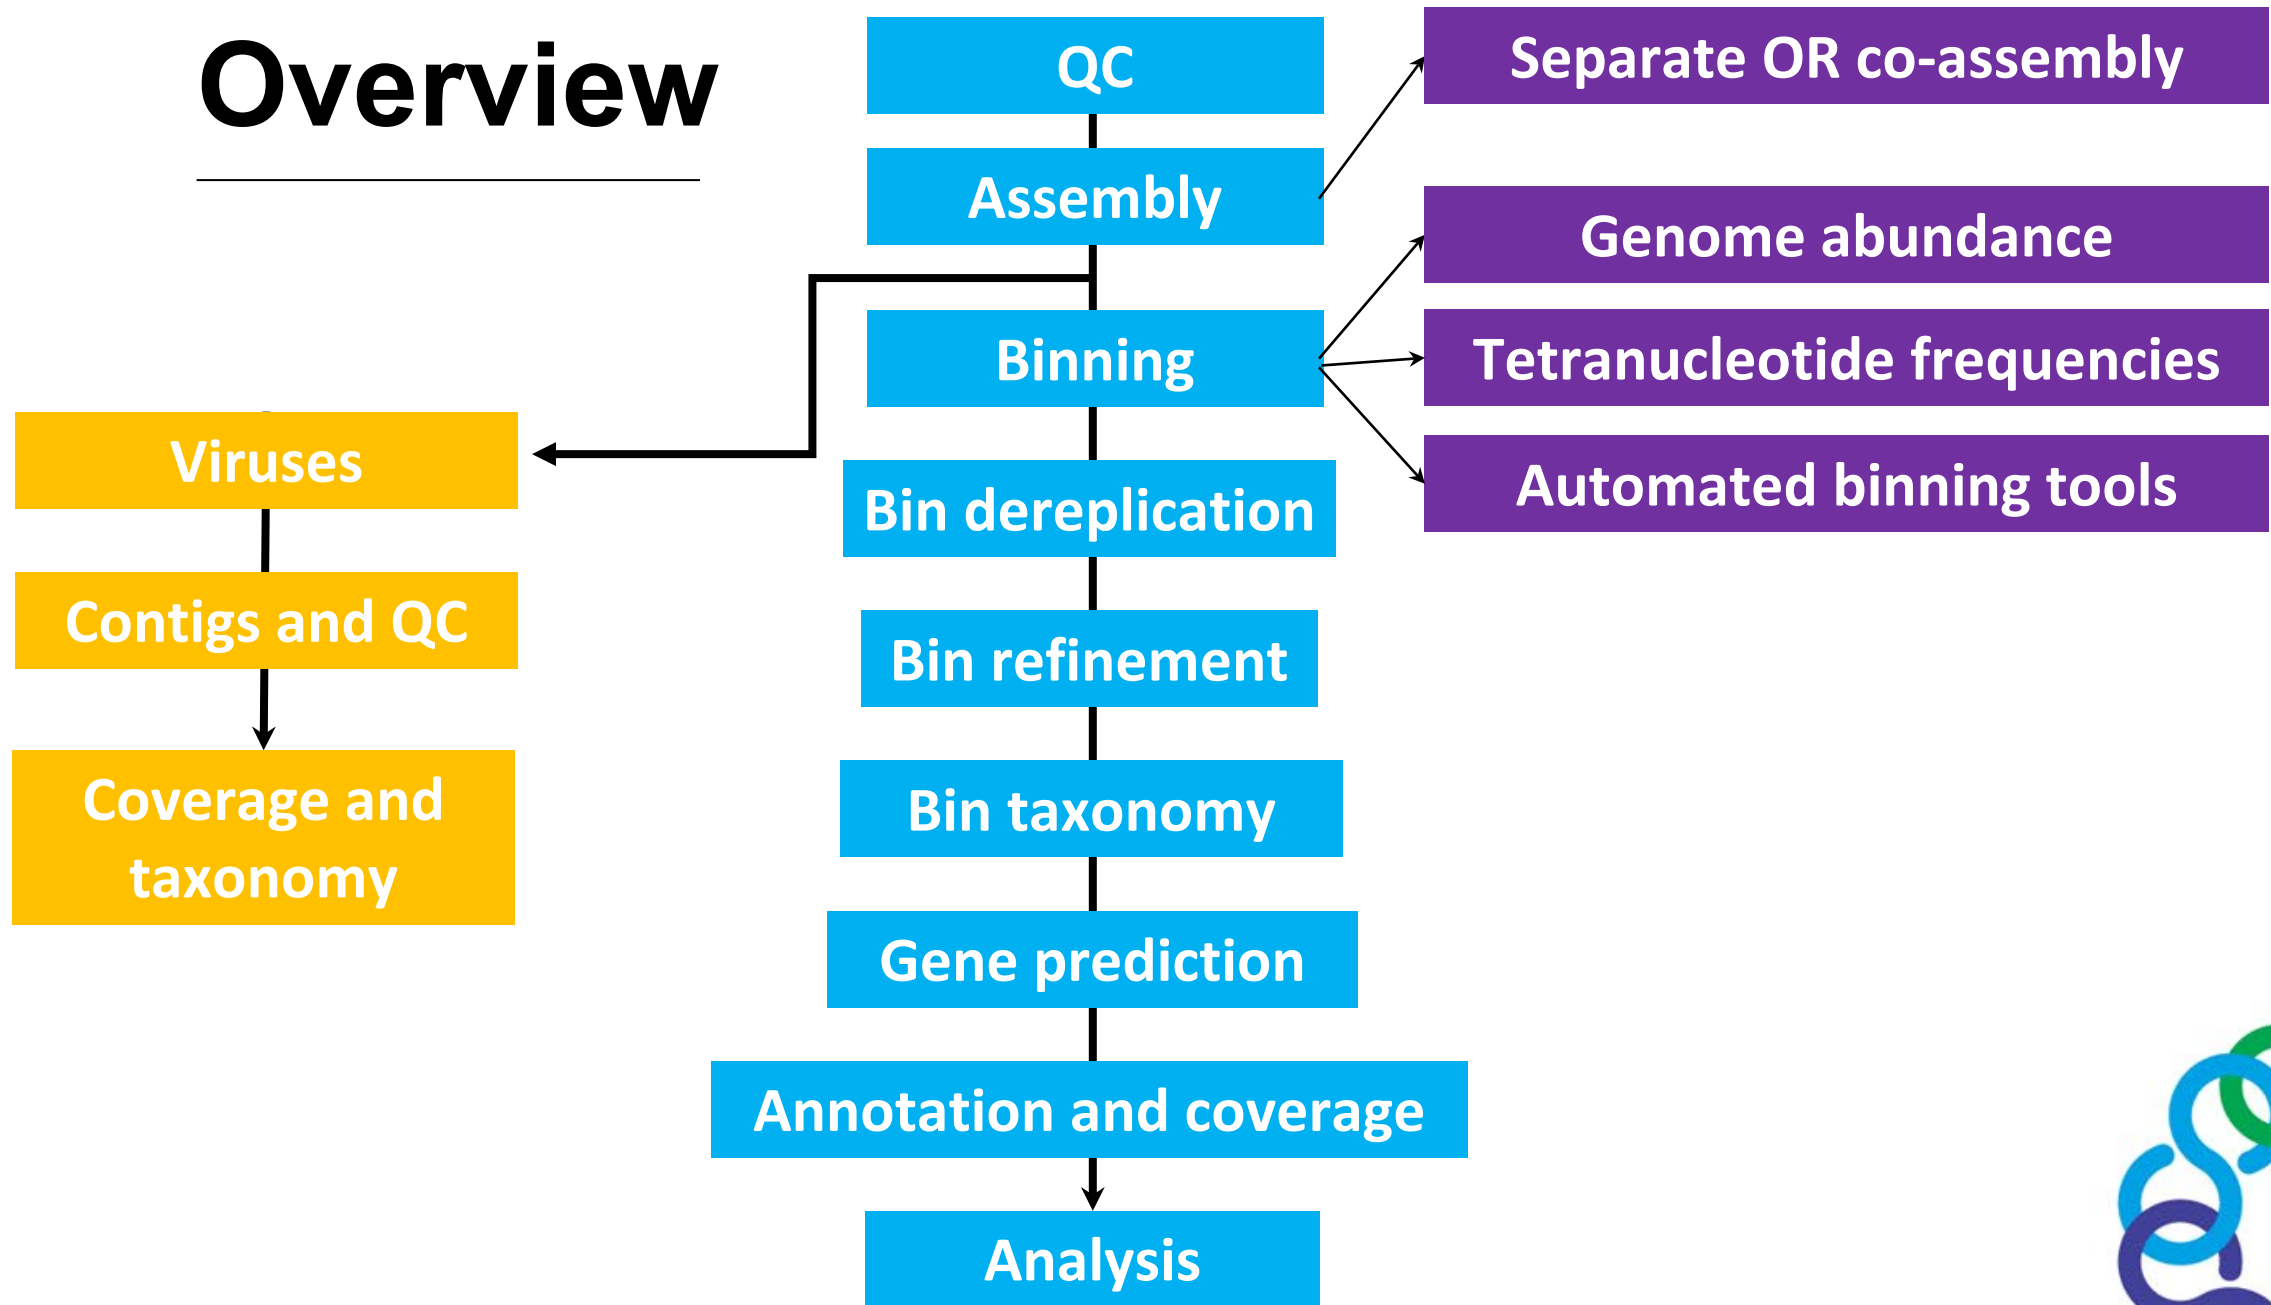 Overview
QC
Assembly
Binning
Bin dereplication
Bin refinement
Bin taxonomy
Gene prediction
Annotation and coverage
Analysis
Separate OR co-assembly
Genome abundance
Tetranucleotide frequencies
Automated binning tools
Viruses
Contigs and QC
Coverage and
taxonomy